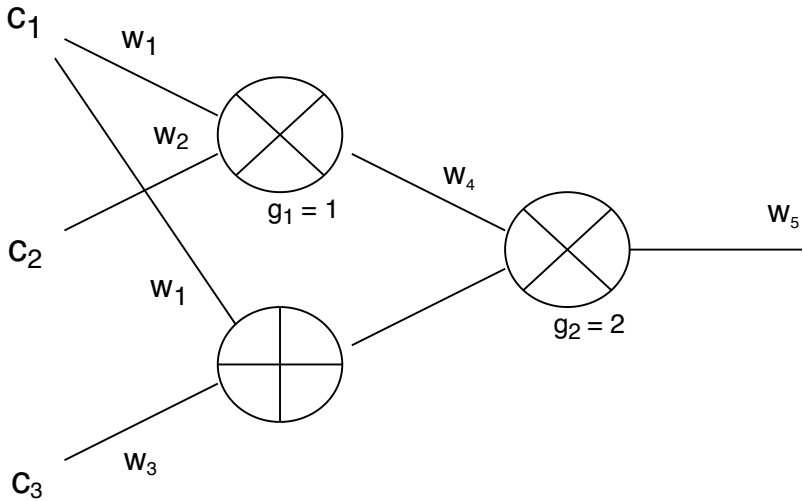 c₁
w₁
w₂
g₁ = 1
w₄
w₅
c₂
g₂ = 2
w₁
w₃
c₃